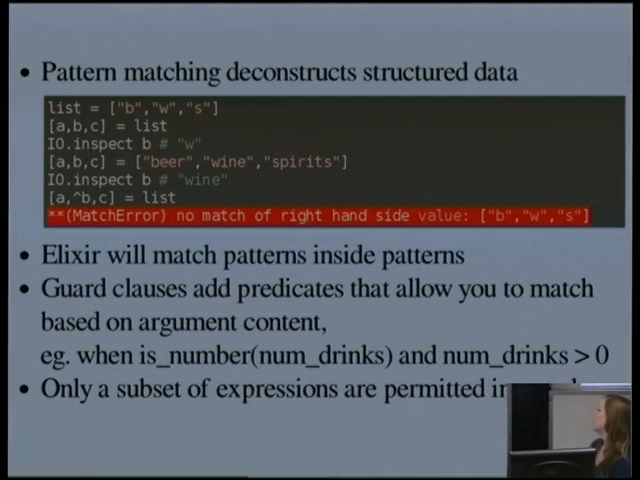 • Pattern matching deconstructs structured data
list = ["b","w","s"]
[a,b,c] = list
IO.inspect b # "w"
[a,b,c] = ["beer","wine","spirits"]
IO.inspect b # "wine"
[a,^b,c] = list
**(MatchError) no match of right hand side value: ["b","w","s"]
• Elixir will match patterns inside patterns
• Guard clauses add predicates that allow you to match
based on argument content,
eg. when is_number(num_drinks) and num_drinks > 0
• Only a subset of expressions are permitted in